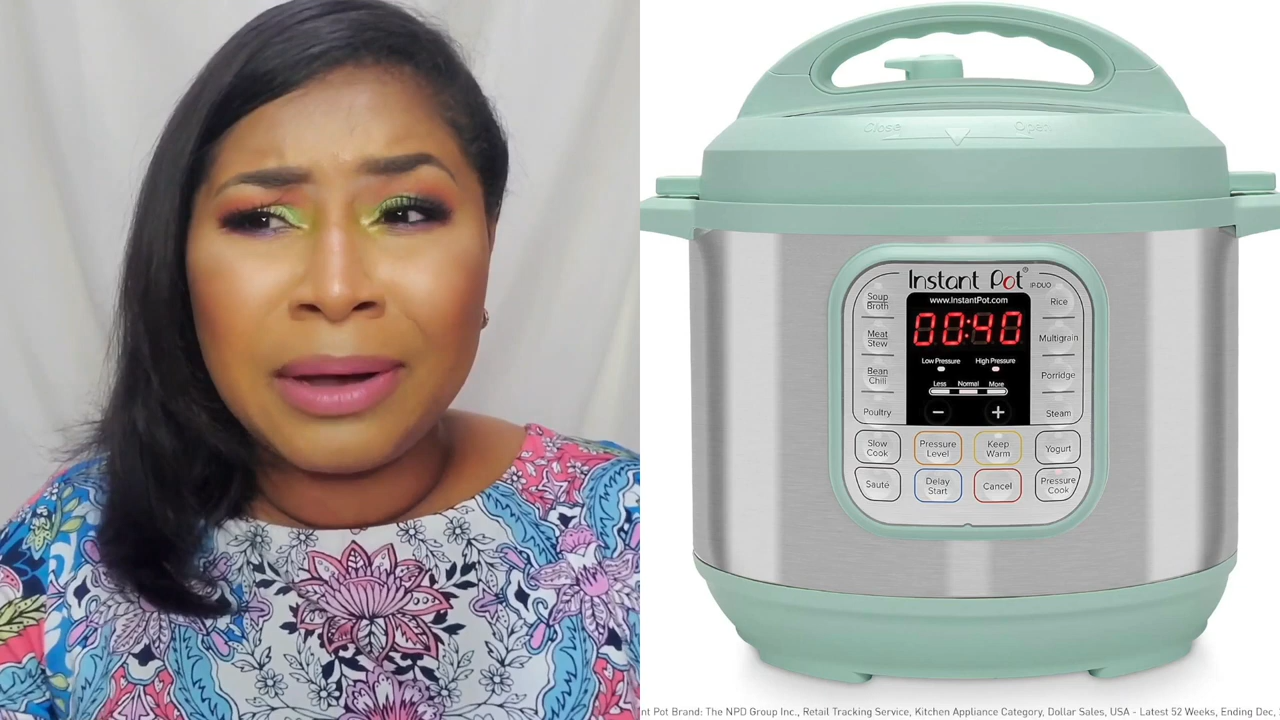 Close Open
Instant Pot® IP-DUO
www.InstantPot.com
00:40
Low Pressure High Pressure
Less Normal More
- +
Soup
Broth
Meat
Stew
Bean
Chili
Poultry
Rice
Multigrain
Porridge
Steam
Slow
Cook
Pressure
Level
Keep
Warm
Yogurt
Sauté
Delay
Start
Cancel
Pressure
Cook
nt Pot Brand: The NPD Group Inc., Retail Tracking Service, Kitchen Appliance Category, Dollar Sales, USA - Latest 52 Weeks, Ending Dec,